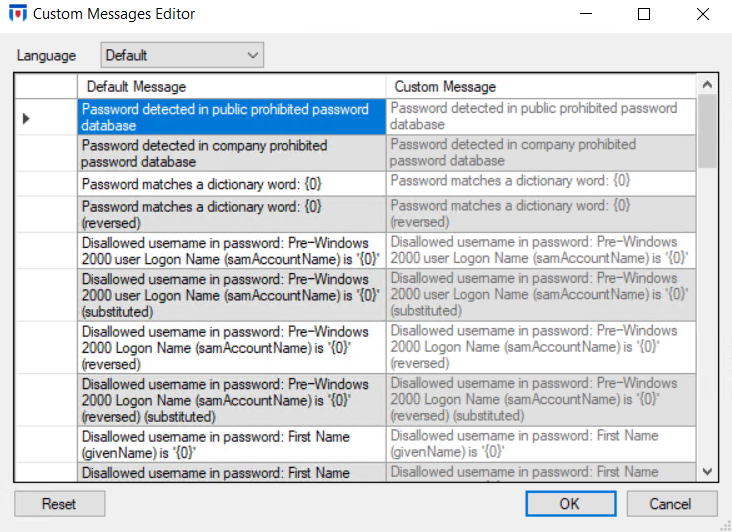 Custom Messages Editor
Language Default
Default Message Custom Message
Password detected in public prohibited password
database
Password detected in public prohibited password
database
Password detected in company prohibited
password database
Password detected in company prohibited
password database
Password matches a dictionary word: {0}
Password matches a dictionary word: {0}
Password matches a dictionary word: {0}
(reversed)
Password matches a dictionary word: {0}
(reversed)
Disallowed username in password: Pre-Windows
2000 user Logon Name (samAccountName) is '{0}'
Disallowed username in password: Pre-Windows
2000 user Logon Name (samAccountName) is '{0}'
Disallowed username in password: Pre-Windows
2000 user Logon Name (samAccountName) is '{0}'
(substituted)
Disallowed username in password: Pre-Windows
2000 user Logon Name (samAccountName) is '{0}'
(substituted)
Disallowed username in password: Pre-Windows
2000 Logon Name (samAccountName) is '{0}'
(reversed)
Disallowed username in password: Pre-Windows
2000 Logon Name (samAccountName) is '{0}'
(reversed)
Disallowed username in password: Pre-Windows
2000 Logon Name (samAccountName) is '{0}'
(reversed) (substituted)
Disallowed username in password: Pre-Windows
2000 Logon Name (samAccountName) is '{0}'
(reversed) (substituted)
Disallowed username in password: First Name
(givenName) is '{0}'
Disallowed username in password: First Name
(givenName) is '{0}'
Disallowed username in password: First Name
Disallowed username in password: First Name
Reset OK Cancel